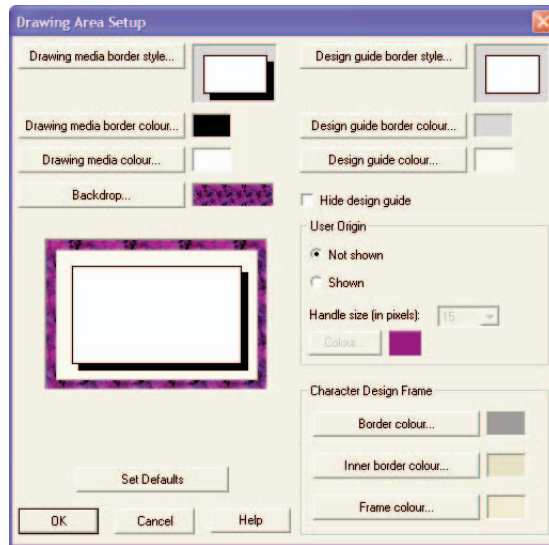 Drawing Area Setup
Drawing media border style...
Design guide border style...
Drawing media border colour...
Design guide border colour...
Drawing media colour...
Design guide colour...
Backdrop...
Hide design guide
User Origin
Not shown
Shown
Handle size (in pixels):
15
Colour...
Character Design Frame
Border colour...
Inner border colour...
Set Defaults
Frame colour...
OK
Cancel
Help